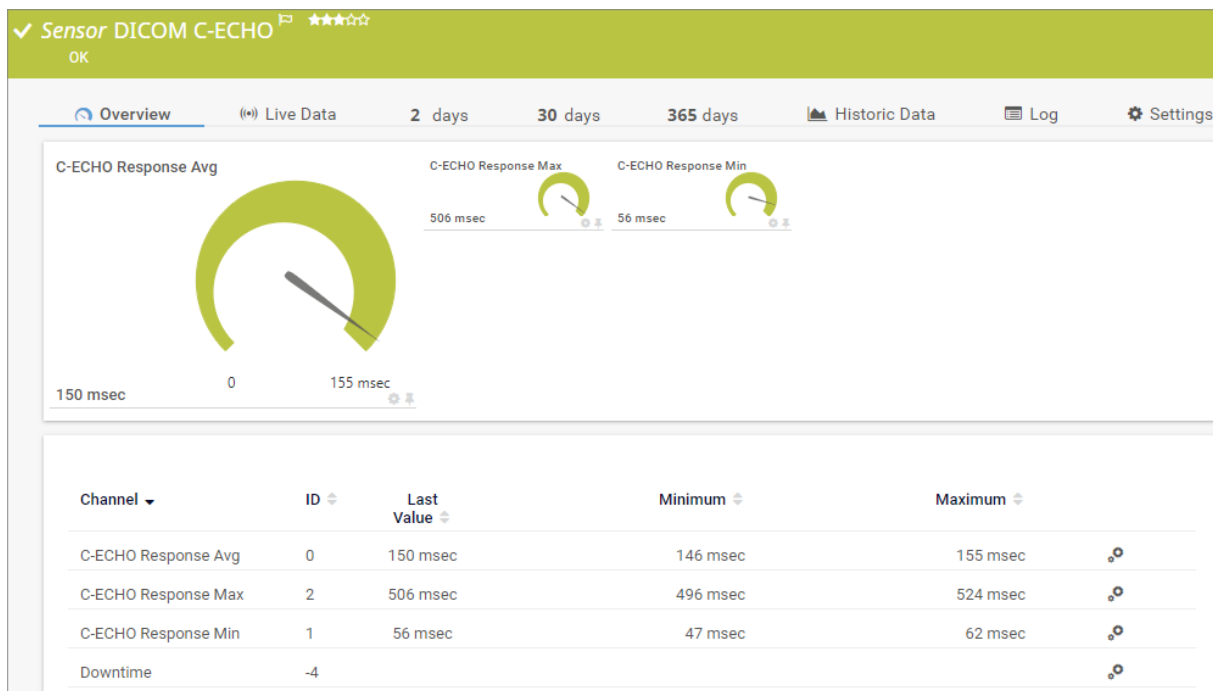 Sensor DICOM C-ECHO
OK
Overview Live Data 2 days 30 days 365 days Historic Data Log Settings
C-ECHO Response Avg
C-ECHO Response Max
C-ECHO Response Min
506 msec
56 msec
0 155 msec
150 msec
Channel ID Last Value Minimum Maximum
C-ECHO Response Avg 0 150 msec 146 msec 155 msec
C-ECHO Response Max 2 506 msec 496 msec 524 msec
C-ECHO Response Min 1 56 msec 47 msec 62 msec
Downtime -4